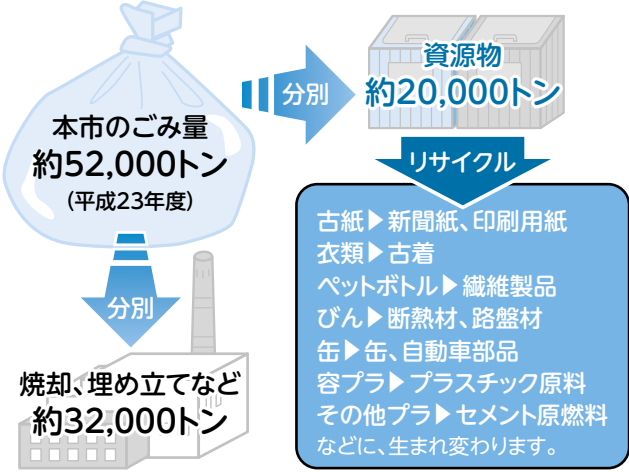 本市のごみ量
約52,000トン
(平成23年度)
分別
資源物
約20,000トン
リサイクル
古紙▶新聞紙、印刷用紙
衣類▶古着
ペットボトル▶繊維製品
びん▶断熱材、路盤材
缶▶缶、自動車部品
容プラ▶プラスチック原料
その他プラ▶セメント原燃料
などに、生まれ変わります。
分別
焼却、埋め立てなど
約32,000トン